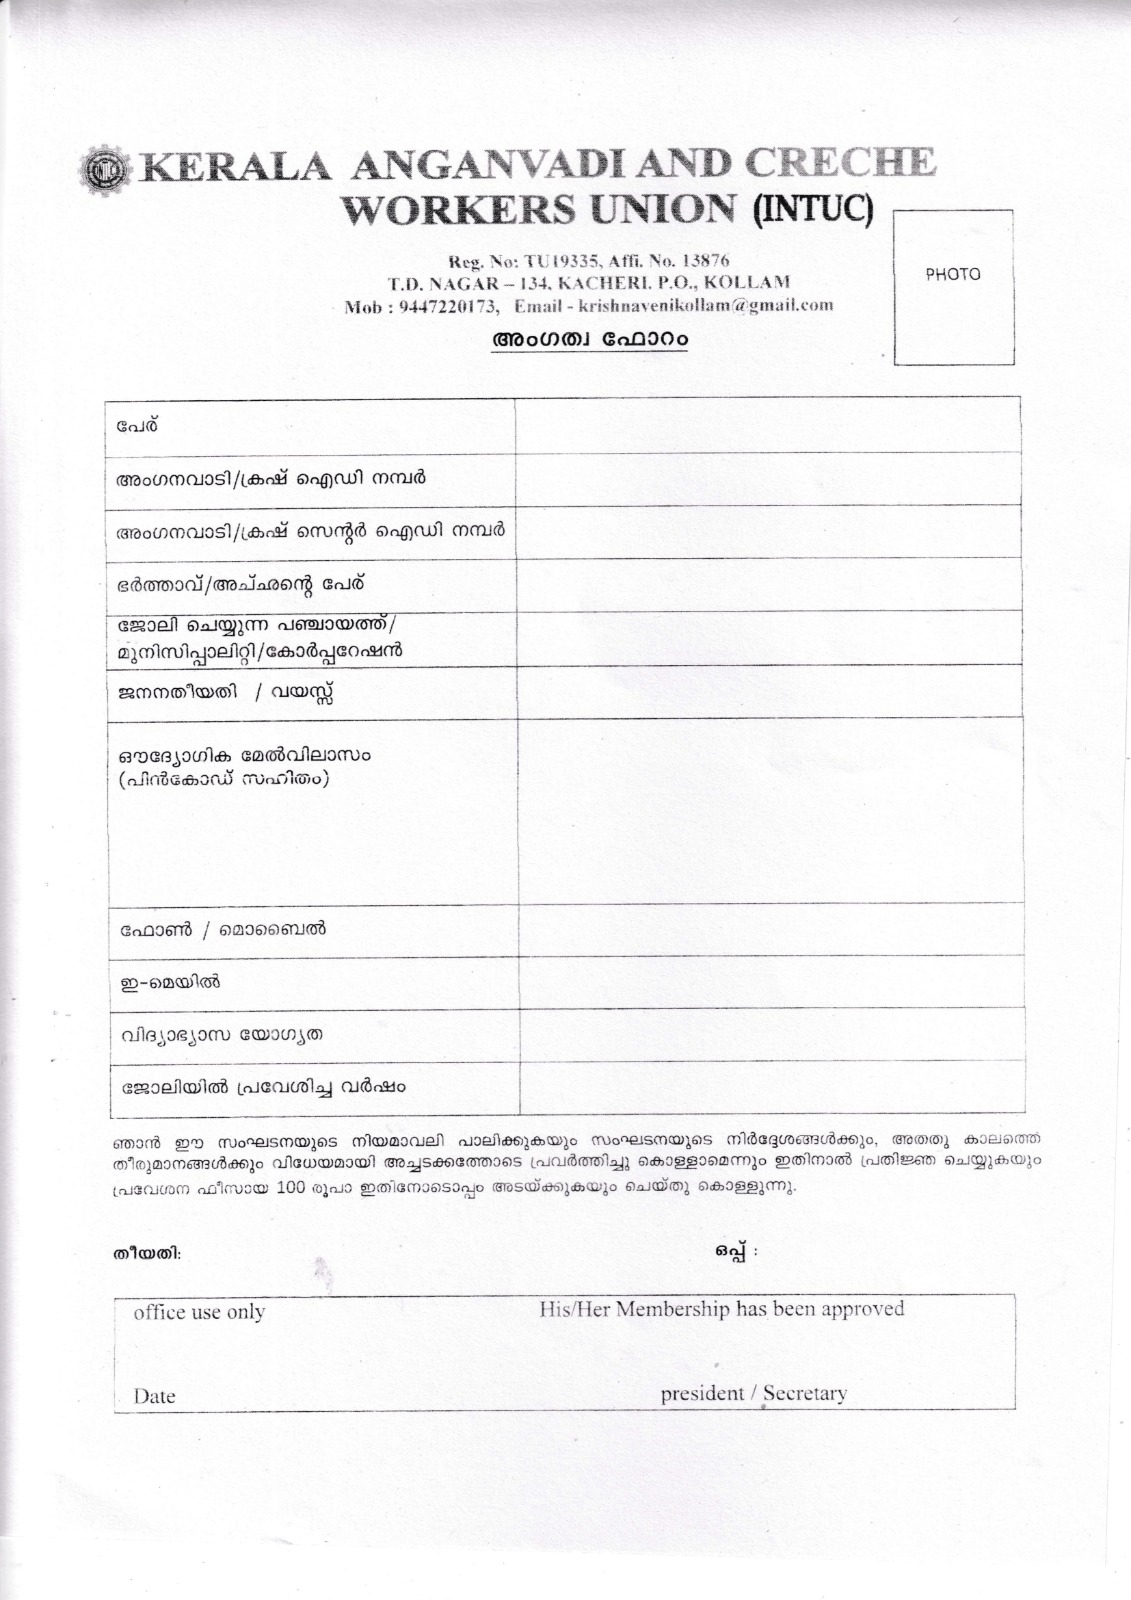 INTUC
KERALA ANGANVADI AND CRECHE
WORKERS UNION (INTUC)
Reg. No: TU19335, Affi. No. 13876
T.D. NAGAR – 134, KACHERI. P.O., KOLLAM
Mob : 9447220173, Email - krishnavenikollam@gmail.com
PHOTO
അംഗത്വ ഫോറം
പേര്
അംഗനവാടി/ക്രഷ് ഐഡി നമ്പർ
അംഗനവാടി/ക്രഷ് സെന്റർ ഐഡി നമ്പർ
ഭർത്താവ്/അച്ഛന്റെ പേര്
ജോലി ചെയ്യുന്ന പഞ്ചായത്ത്/
മുനിസിപ്പാലിറ്റി/കോർപ്പറേഷൻ
ജനനതീയതി / വയസ്സ്
ഔദ്യോഗിക മേൽവിലാസം
(പിൻകോഡ് സഹിതം)
ഫോൺ / മൊബൈൽ
ഇ-മെയിൽ
വിദ്യാഭ്യാസ യോഗ്യത
ജോലിയിൽ പ്രവേശിച്ച വർഷം
ഞാൻ ഈ സംഘടനയുടെ നിയമാവലി പാലിക്കുകയും സംഘടനയുടെ നിർദ്ദേശങ്ങൾക്കും, അതതു കാലത്തെ
തീരുമാനങ്ങൾക്കും വിധേയമായി അച്ചടക്കത്തോടെ പ്രവർത്തിച്ചു കൊള്ളാമെന്നും ഇതിനാൽ പ്രതിജ്ഞ ചെയ്യുകയും
പ്രവേശന ഫീസായ 100 രൂപാ ഇതിനോടൊപ്പം അടയ്ക്കുകയും ചെയ്തു കൊള്ളുന്നു.
തീയതി: ഒപ്പ് :
office use only His/Her Membership has been approved
Date president / Secretary